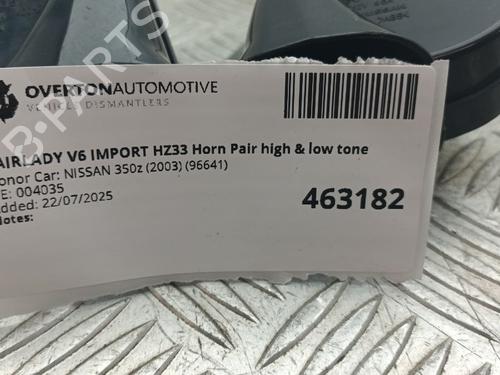 OVERTONAUTOMOTIVE
VEHICLE DISMANTLERS
AIRLADY V6 IMPORT HZ33 Horn Pair high & low tone
onor Car: NISSAN 350z (2003) (96641)
E: 004035
dded: 22/07/2025
otes:
463182
B-PARTS